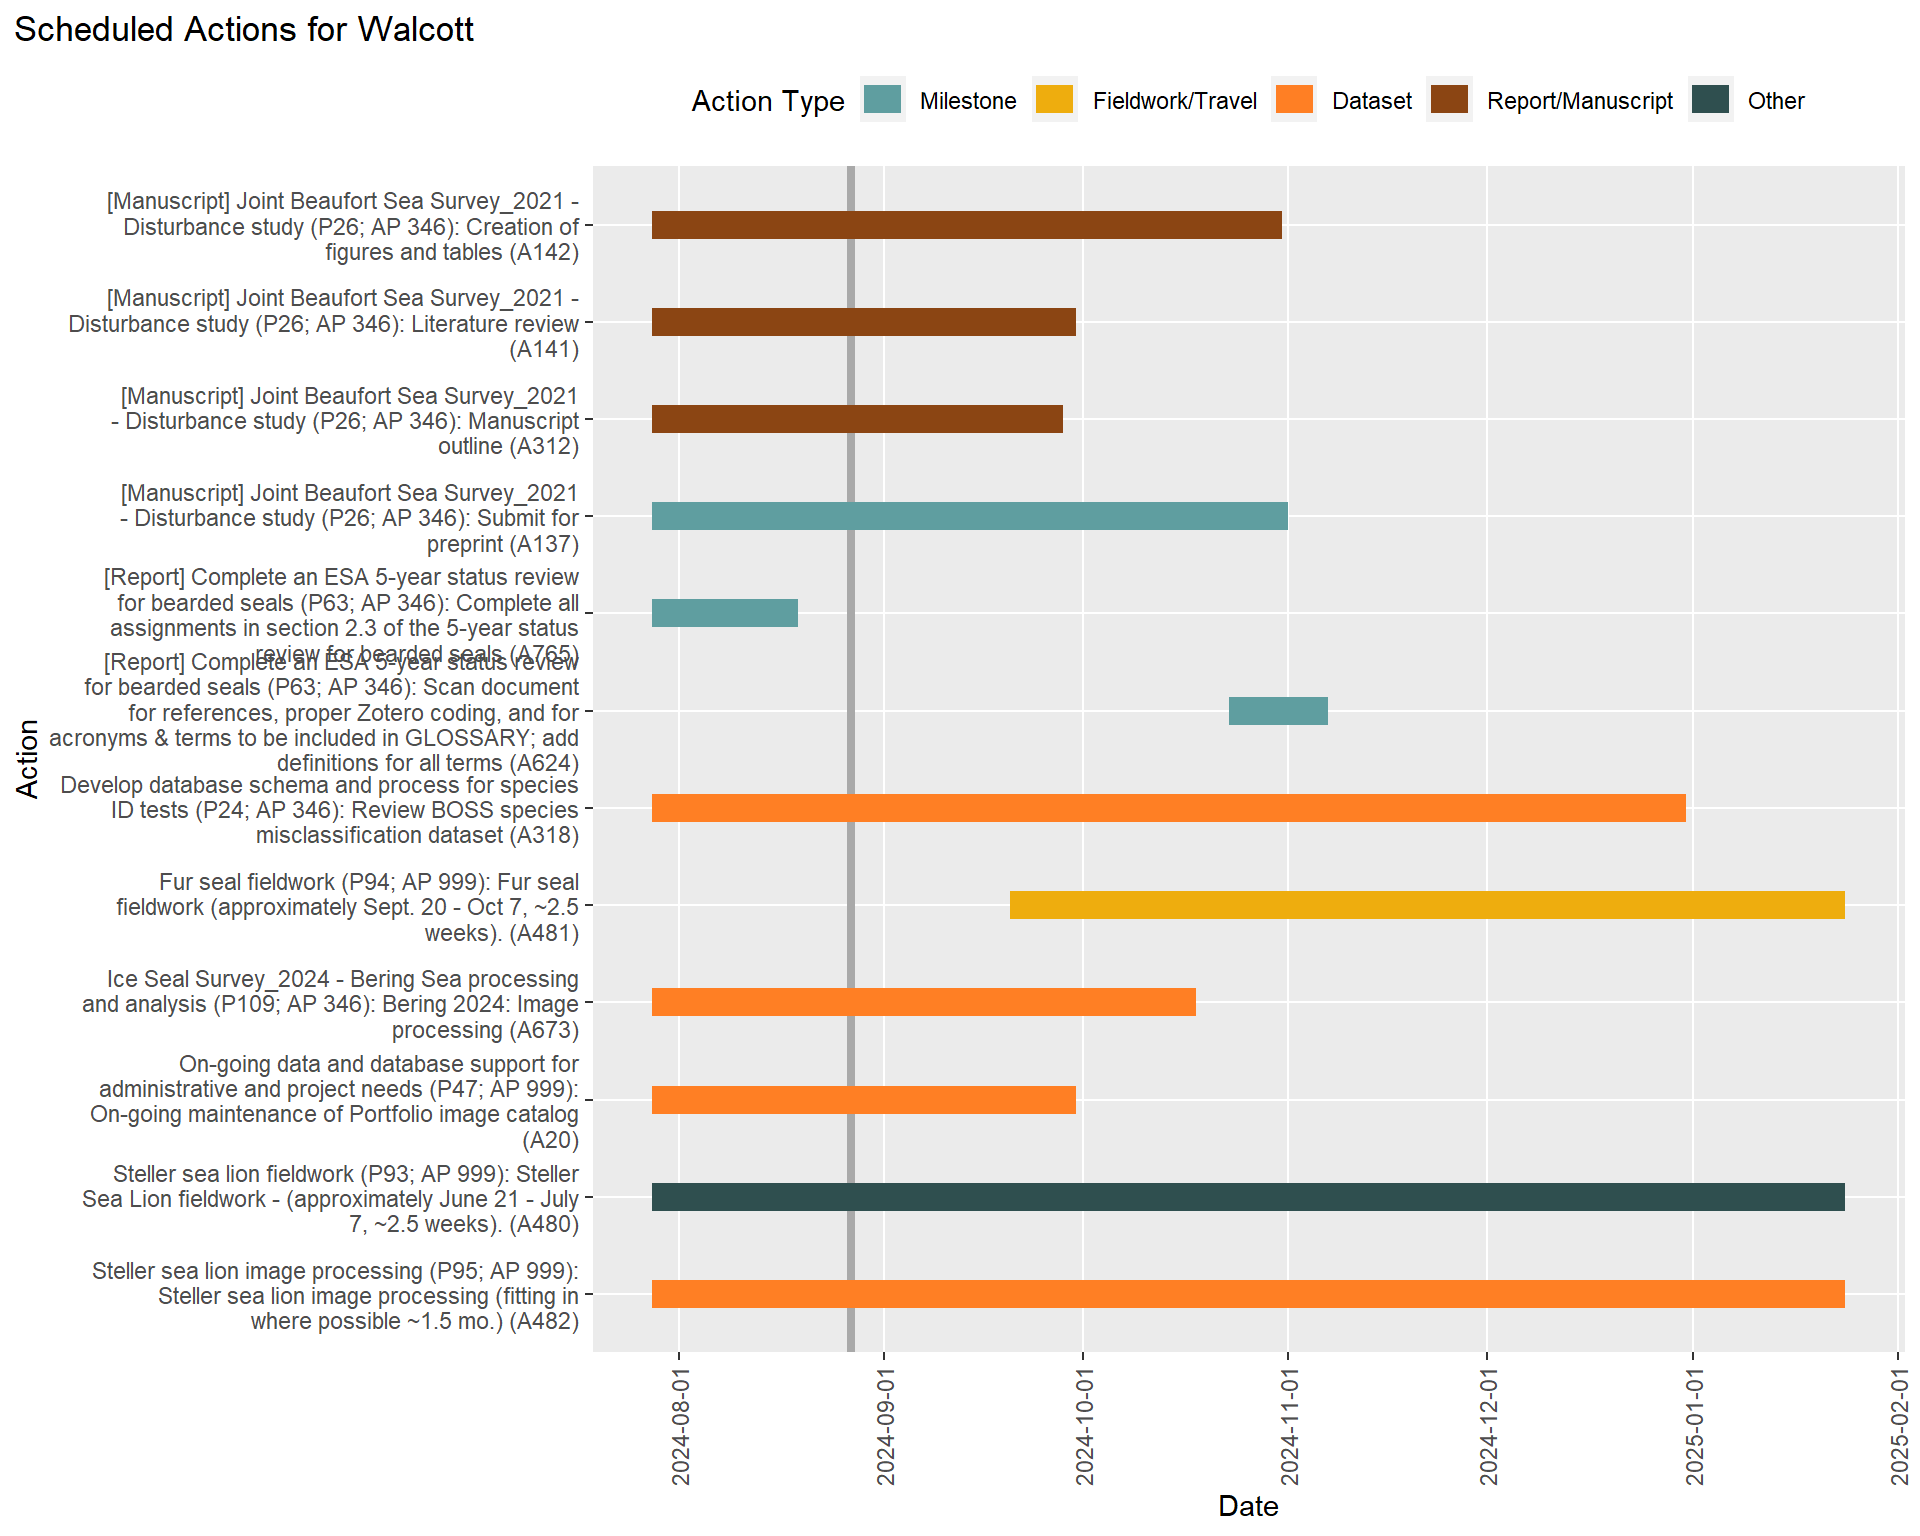 Scheduled Actions for Walcott
Action Type
Milestone
Fieldwork/Travel
Dataset
Report/Manuscript
Other
[Manuscript] Joint Beaufort Sea Survey_2021 -
Disturbance study (P26; AP 346): Creation of
figures and tables (A142)
[Manuscript] Joint Beaufort Sea Survey_2021 -
Disturbance study (P26; AP 346): Literature review
(A141)
[Manuscript] Joint Beaufort Sea Survey_2021
- Disturbance study (P26; AP 346): Manuscript
outline (A312)
[Manuscript] Joint Beaufort Sea Survey_2021
- Disturbance study (P26; AP 346): Submit for
preprint (A137)
[Report] Complete an ESA 5-year status review
for bearded seals (P63; AP 346): Complete all
assignments in section 2.3 of the 5-year status
review for bearded seals (A765)
[Report] Complete an ESA 5-year status review
for bearded seals (P63; AP 346): Scan document
for references, proper Zotero coding, and for
acronyms & terms to be included in GLOSSARY; add
definitions for all terms (A624)
Develop database schema and process for species
ID tests (P24; AP 346): Review BOSS species
misclassification dataset (A318)
Fur seal fieldwork (P94; AP 999): Fur seal
fieldwork (approximately Sept. 20 - Oct 7, ~2.5
weeks). (A481)
Ice Seal Survey_2024 - Bering Sea processing
and analysis (P109; AP 346): Bering 2024: Image
processing (A673)
On-going data and database support for
administrative and project needs (P47; AP 999):
On-going maintenance of Portfolio image catalog
(A20)
Steller sea lion fieldwork (P93; AP 999): Steller
Sea Lion fieldwork - (approximately June 21 - July
7, ~2.5 weeks). (A480)
Steller sea lion image processing (P95; AP 999):
Steller sea lion image processing (fitting in
where possible ~1.5 mo.) (A482)
Action
2024-08-01
2024-09-01
2024-10-01
2024-11-01
2024-12-01
2025-01-01
2025-02-01
Date